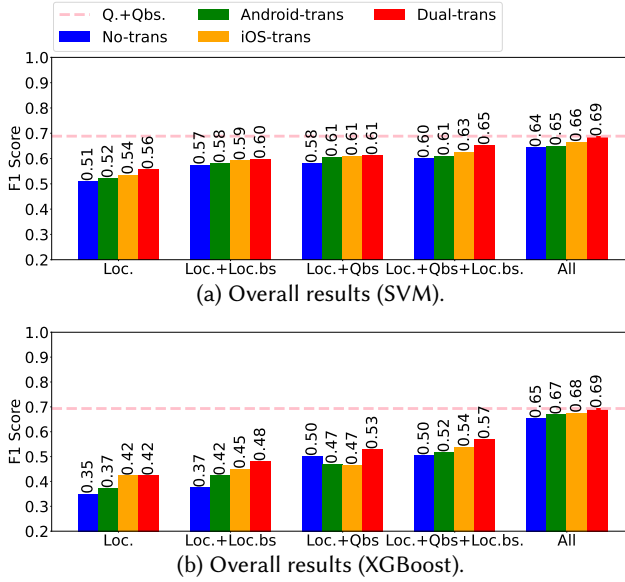 Q.+Qbs. Android-trans Dual-trans
No-trans iOS-trans
1.0
0.9
0.8
0.7
0.6
0.5
0.4
0.3
0.2
F1 Score
0.51 0.52 0.54 0.56 0.57 0.58 0.59 0.60 0.58 0.61 0.61 0.61 0.60 0.61 0.63 0.65 0.64 0.65 0.66 0.69
Loc. Loc.+Loc.bs Loc.+Qbs Loc.+Qbs+Loc.bs. All
(a) Overall results (SVM).
1.0
0.9
0.8
0.7
0.6
0.5
0.4
0.3
0.2
F1 Score
0.35 0.37 0.42 0.42 0.37 0.42 0.45 0.48 0.50 0.47 0.47 0.53 0.50 0.52 0.54 0.57 0.65 0.67 0.68 0.69
Loc. Loc.+Loc.bs Loc.+Qbs Loc.+Qbs+Loc.bs. All
(b) Overall results (XGBoost).